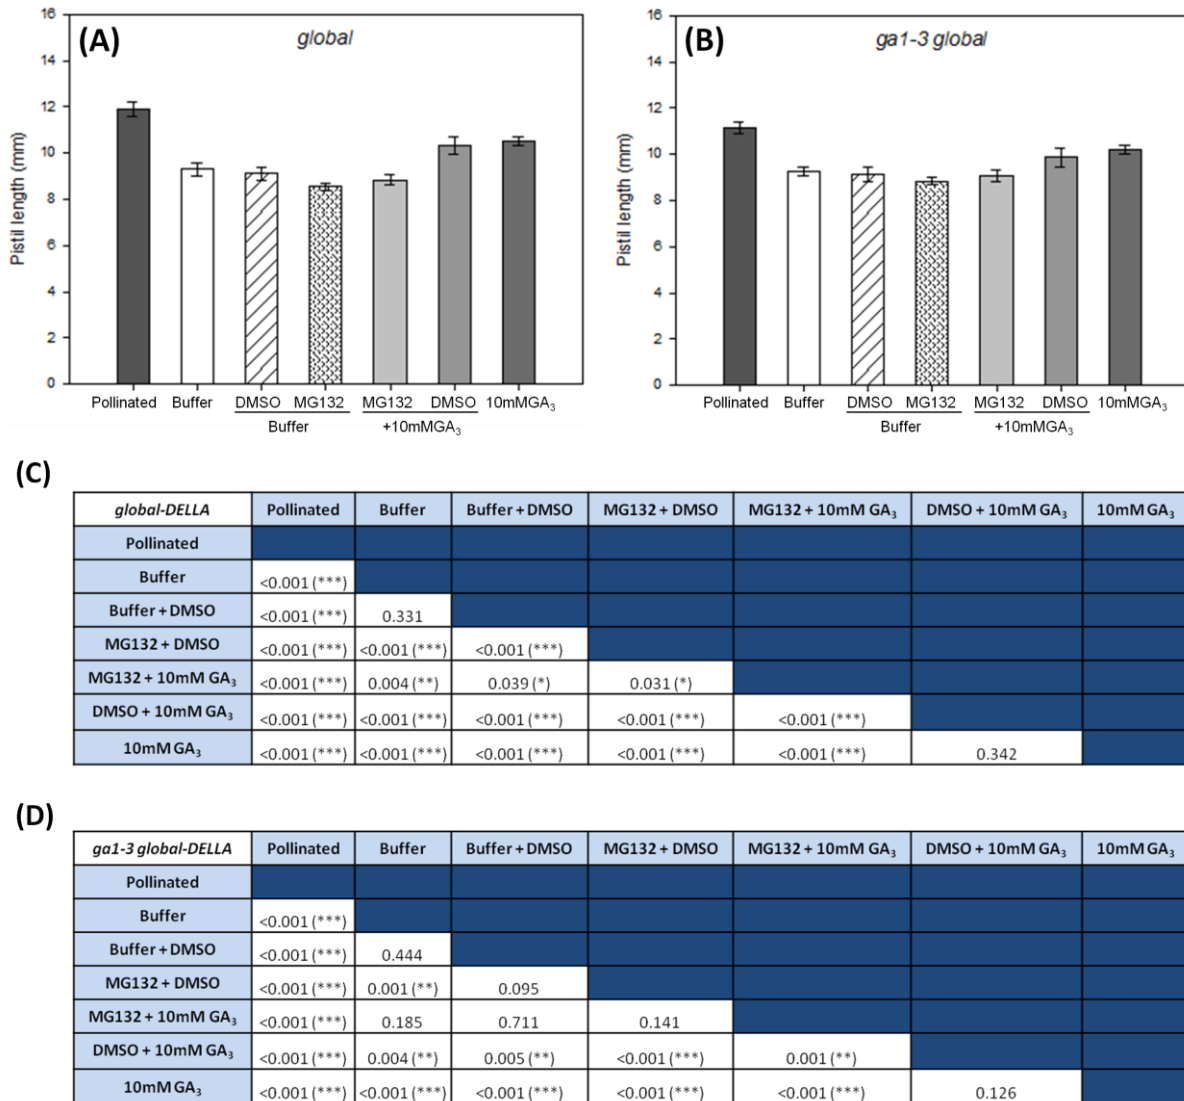 (A)
global
16
14
12
10
8
6
4
2
0
Pistil length (mm)
Pollinated Buffer DMSO MG132 MG132 DMSO 10mMGA₃
Buffer +10mMGA₃
(B)
ga1-3 global
16
14
12
10
8
6
4
2
0
Pistil length (mm)
Pollinated Buffer DMSO MG132 MG132 DMSO 10mMGA₃
Buffer +10mMGA₃
(C)
global-DELLA Pollinated Buffer Buffer + DMSO MG132 + DMSO MG132 + 10mM GA₃ DMSO + 10mM GA₃ 10mM GA₃
Pollinated
Buffer <0.001 (***)
Buffer + DMSO <0.001 (***) 0.331
MG132 + DMSO <0.001 (***) <0.001 (***) <0.001 (***)
MG132 + 10mM GA₃ <0.001 (***) 0.004 (**) 0.039 (*) 0.031 (*)
DMSO + 10mM GA₃ <0.001 (***) <0.001 (***) <0.001 (***) <0.001 (***) <0.001 (***)
10mM GA₃ <0.001 (***) <0.001 (***) <0.001 (***) <0.001 (***) <0.001 (***) 0.342
(D)
ga1-3 global-DELLA Pollinated Buffer Buffer + DMSO MG132 + DMSO MG132 + 10mM GA₃ DMSO + 10mM GA₃ 10mM GA₃
Pollinated
Buffer <0.001 (***)
Buffer + DMSO <0.001 (***) 0.444
MG132 + DMSO <0.001 (***) 0.001 (**) 0.095
MG132 + 10mM GA₃ <0.001 (***) 0.185 0.711 0.141
DMSO + 10mM GA₃ <0.001 (***) 0.004 (**) 0.005 (**) <0.001 (***) 0.001 (**)
10mM GA₃ <0.001 (***) <0.001 (***) <0.001 (***) <0.001 (***) <0.001 (***) 0.126